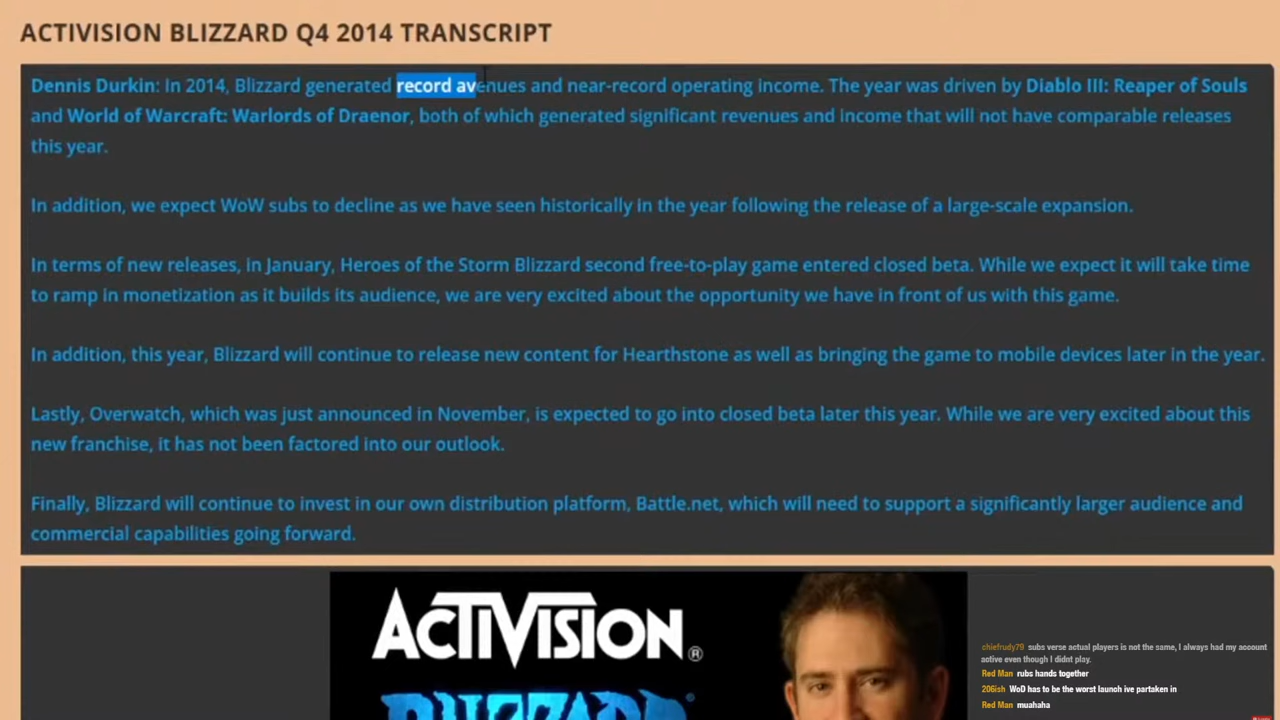 ACTIVISION BLIZZARD Q4 2014 TRANSCRIPT
Dennis Durkin: In 2014, Blizzard generated record avenues and near-record operating income. The year was driven by Diablo III: Reaper of Souls
and World of Warcraft: Warlords of Draenor, both of which generated significant revenues and income that will not have comparable releases
this year.
In addition, we expect WoW subs to decline as we have seen historically in the year following the release of a large-scale expansion.
In terms of new releases, in January, Heroes of the Storm Blizzard second free-to-play game entered closed beta. While we expect it will take time
to ramp in monetization as it builds its audience, we are very excited about the opportunity we have in front of us with this game.
In addition, this year, Blizzard will continue to release new content for Hearthstone as well as bringing the game to mobile devices later in the year.
Lastly, Overwatch, which was just announced in November, is expected to go into closed beta later this year. While we are very excited about this
new franchise, it has not been factored into our outlook.
Finally, Blizzard will continue to invest in our own distribution platform, Battle.net, which will need to support a significantly larger audience and
commercial capabilities going forward.
ACTIVISION®
BLIZZARD
shiefrudy79 subs verse actual players is not the same, I always had my account
active even though I didnt play.
Red Man rubs hands together
206ish WoD has to be the worst launch ive partaken in
Red Man muahaha